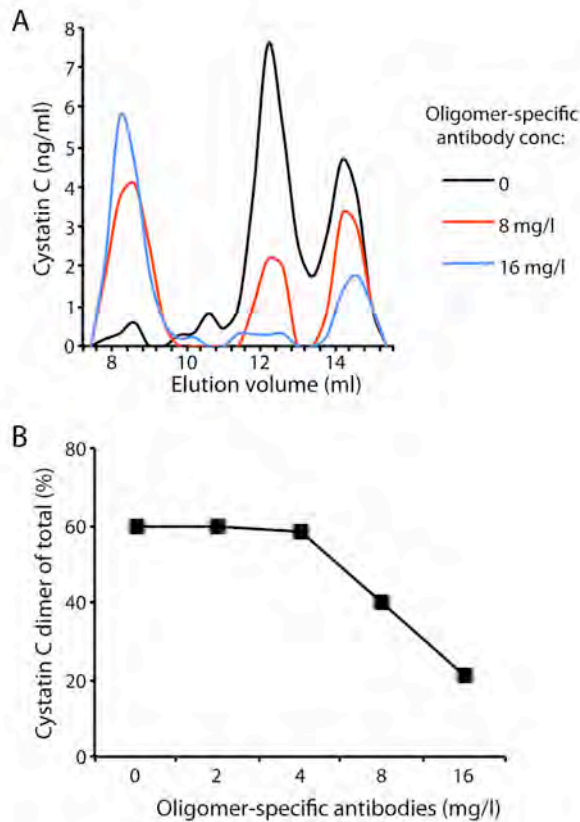 A
8
7
6
5
4
3
2
1
0
Cystatin C (ng/ml)
8 10 12 14
Elution volume (ml)
Oligomer-specific
antibody conc:
0
8 mg/l
16 mg/l
B
80
60
40
20
0
Cystatin C dimer of total (%)
0 2 4 8 16
Oligomer-specific antibodies (mg/l)